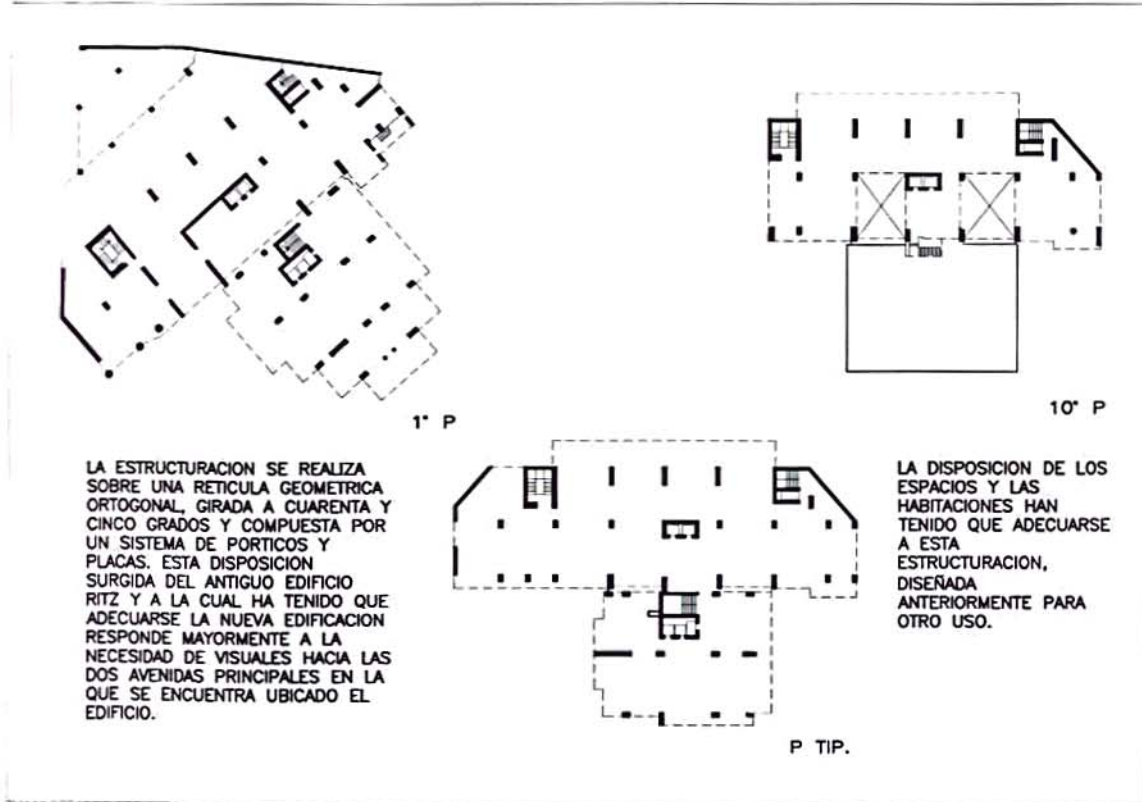 1° P
10° P
LA ESTRUCTURACION SE REALIZA
SOBRE UNA RETICULA GEOMETRICA
ORTOGONAL, GIRADA A CUARENTA Y
CINCO GRADOS Y COMPUESTA POR
UN SISTEMA DE PORTICOS Y
PLACAS. ESTA DISPOSICION
SURGIDA DEL ANTIGUO EDIFICIO
RITZ Y A LA CUAL HA TENIDO QUE
ADECUARSE LA NUEVA EDIFICACION
RESPONDE MAYORMENTE A LA
NECESIDAD DE VISUALES HACIA LAS
DOS AVENIDAS PRINCIPALES EN LA
QUE SE ENCUENTRA UBICADO EL
EDIFICIO.
LA DISPOSICION DE LOS
ESPACIOS Y LAS
HABITACIONES HAN
TENIDO QUE ADECUARSE
A ESTA
ESTRUCTURACION,
DISEÑADA
ANTERIORMENTE PARA
OTRO USO.
P TIP.